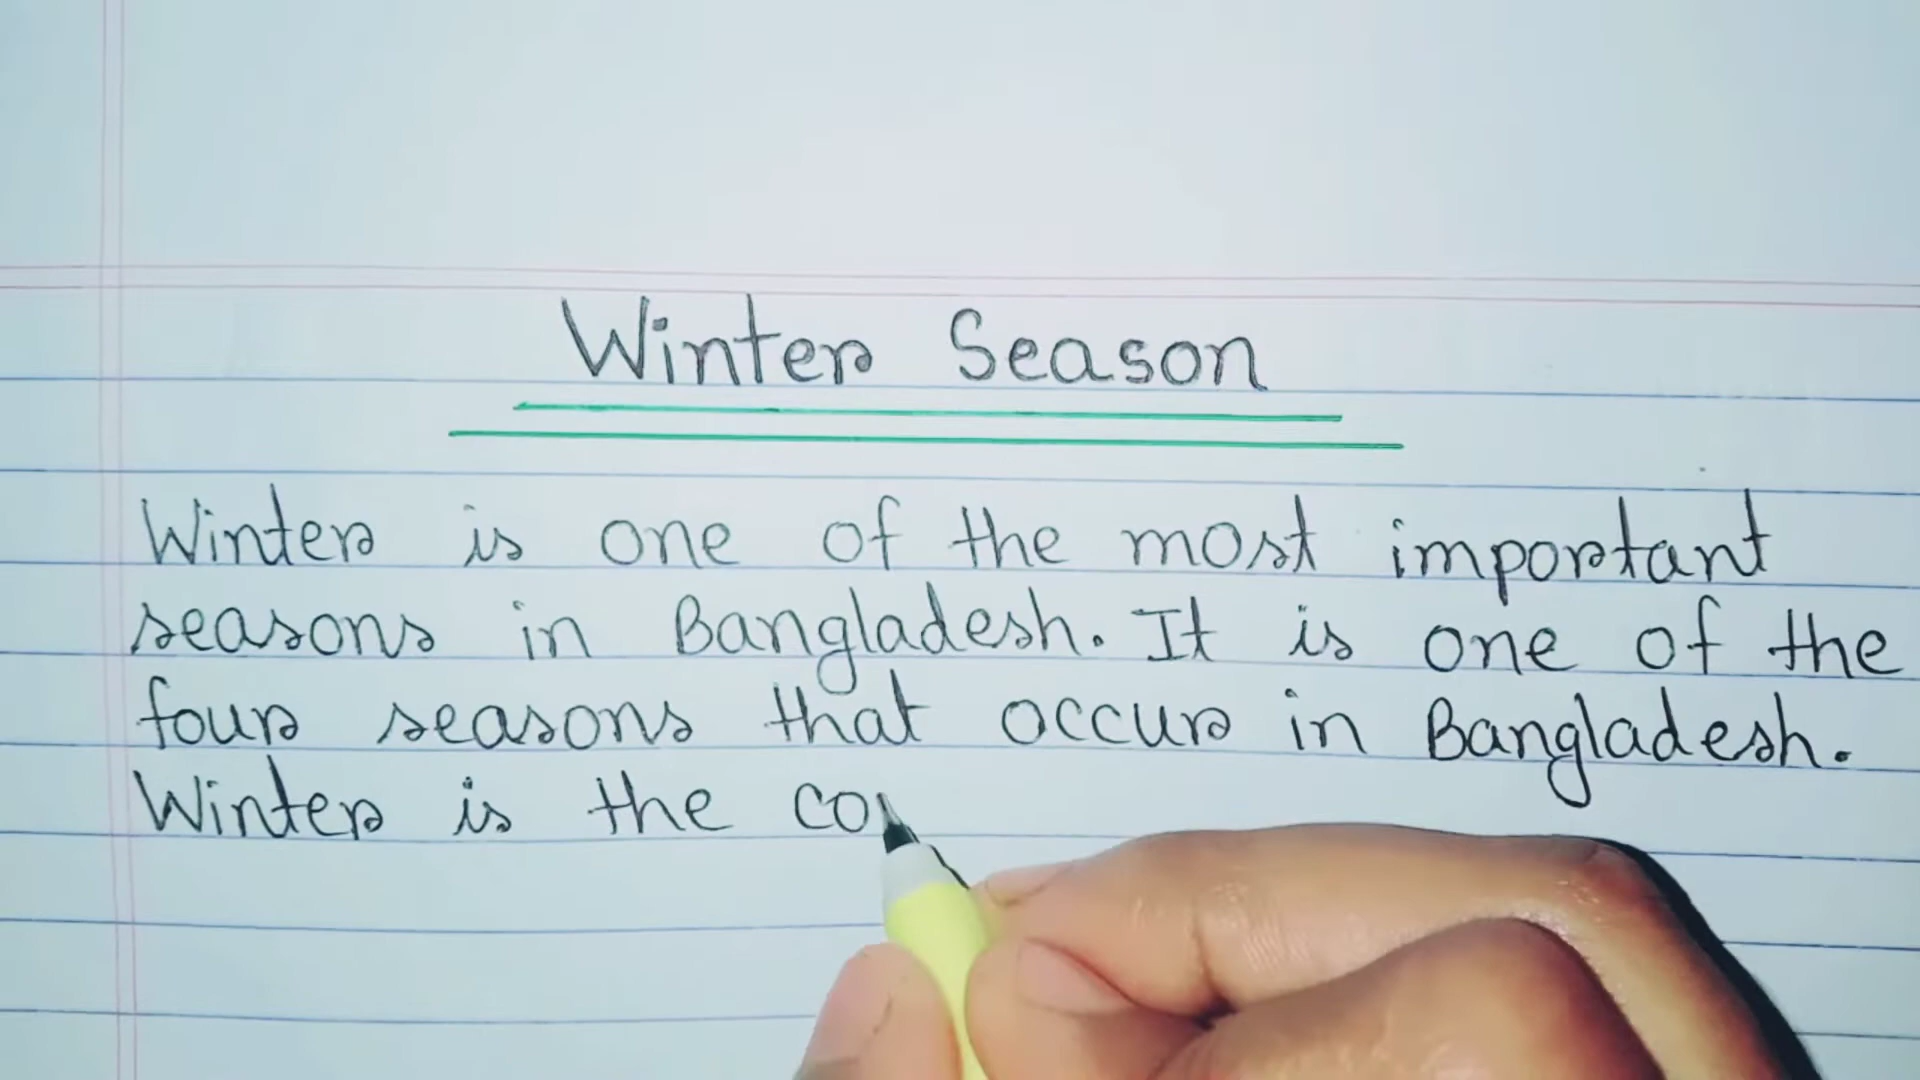 Winter Season
Winter is one of the most important
seasons in Bangladesh. It is one of the
four seasons that occur in Bangladesh.
Winter is the co